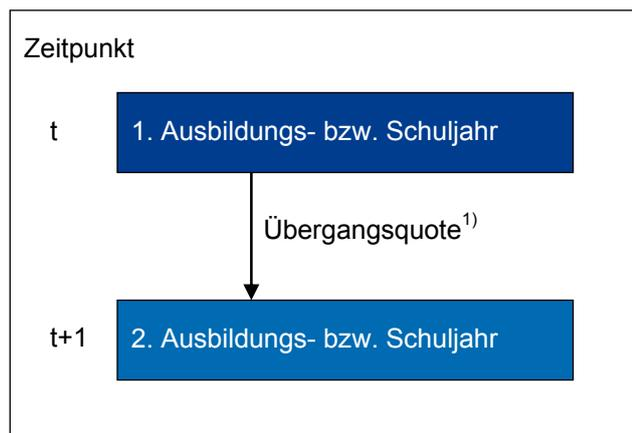 Zeitpunkt
t 1. Ausbildungs- bzw. Schuljahr
Übergangsquote1)
t+1 2. Ausbildungs- bzw. Schuljahr